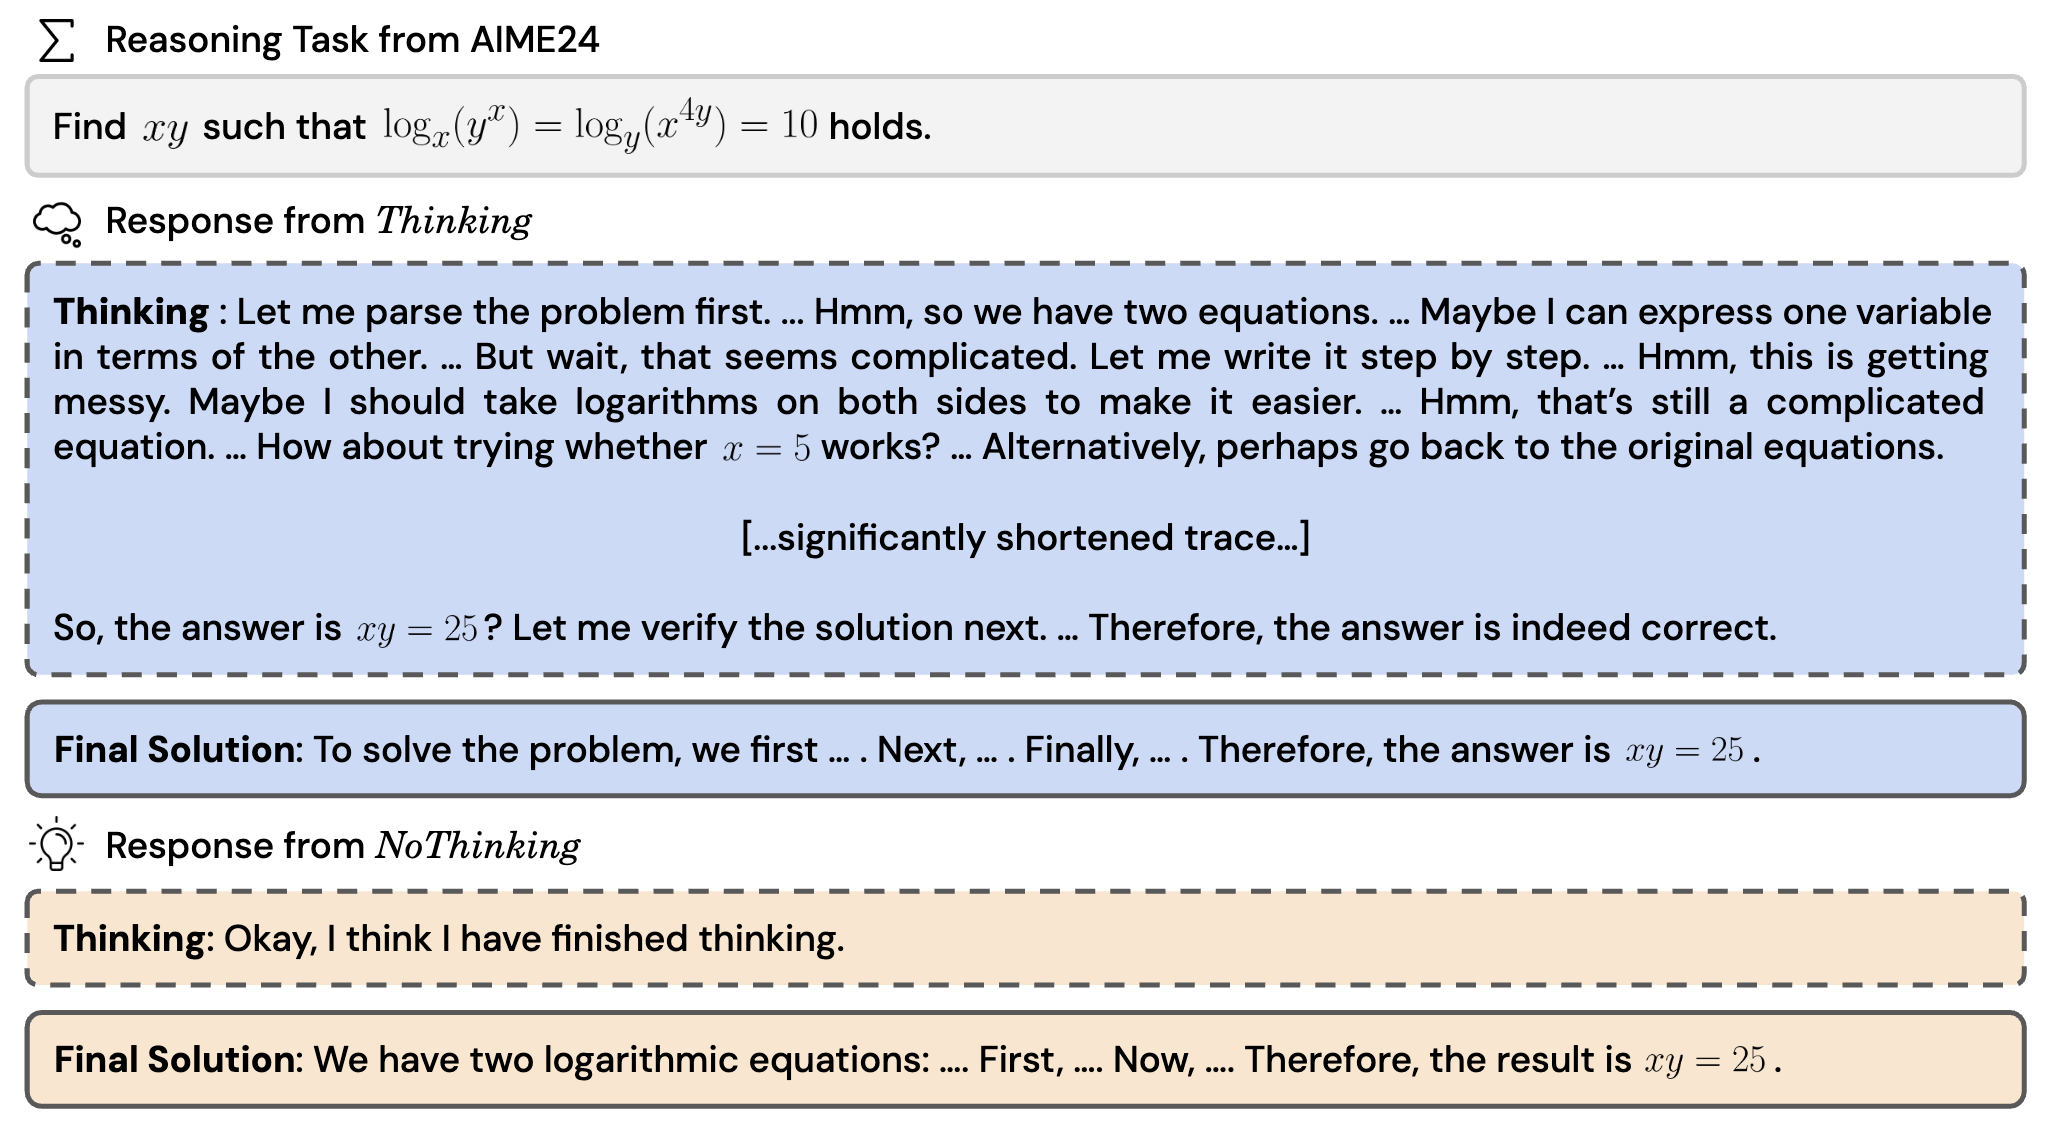 Reasoning Task from AIME24
Find xy such that log_x(y^x) = log_y(x^{4y}) = 10 holds.
Response from Thinking
Thinking : Let me parse the problem first. ... Hmm, so we have two equations. ... Maybe I can express one variable
in terms of the other. ... But wait, that seems complicated. Let me write it step by step. ... Hmm, this is getting
messy. Maybe I should take logarithms on both sides to make it easier. ... Hmm, that's still a complicated
equation. ... How about trying whether x = 5 works? ... Alternatively, perhaps go back to the original equations.
[...significantly shortened trace...]
So, the answer is xy = 25? Let me verify the solution next. ... Therefore, the answer is indeed correct.
Final Solution: To solve the problem, we first ... . Next, ... . Finally, ... . Therefore, the answer is xy = 25 .
Response from NoThinking
Thinking: Okay, I think I have finished thinking.
Final Solution: We have two logarithmic equations: .... First, .... Now, .... Therefore, the result is xy = 25 .